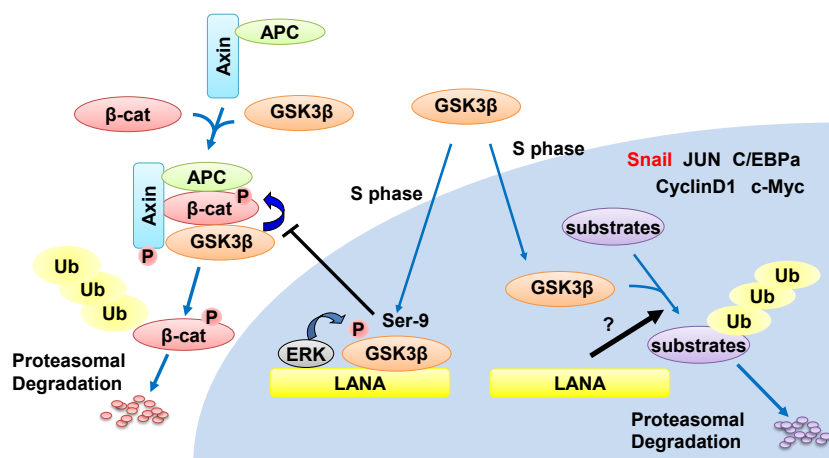 APC
Axin
β-cat
GSK3β
GSK3β
S phase
S phase
Snail JUN C/EBPa
CyclinD1 c-Myc
APC
P
β-cat
Axin
GSK3β
P
substrates
Ub
Ub
Ub
Ub
Ub
Ub
GSK3β
P
β-cat
Ser-9
P
?
ERK
GSK3β
substrates
Proteasomal
Degradation
LANA
LANA
Proteasomal
Degradation